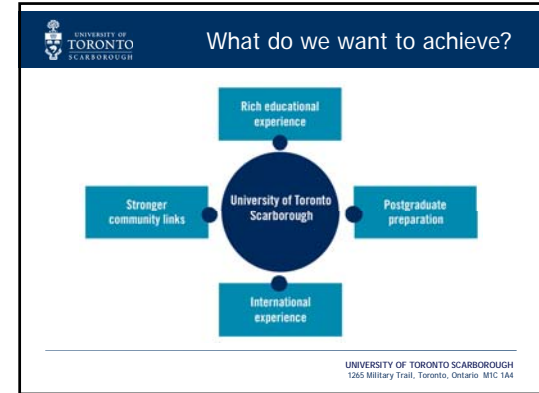 UNIVERSITY OF
TORONTO
SCARBOROUGH
What do we want to achieve?
Rich educational
experience
Stronger
community links
University of Toronto
Scarborough
Postgraduate
preparation
International
experience
UNIVERSITY OF TORONTO SCARBOROUGH
1265 Military Trail, Toronto, Ontario M1C 1A4